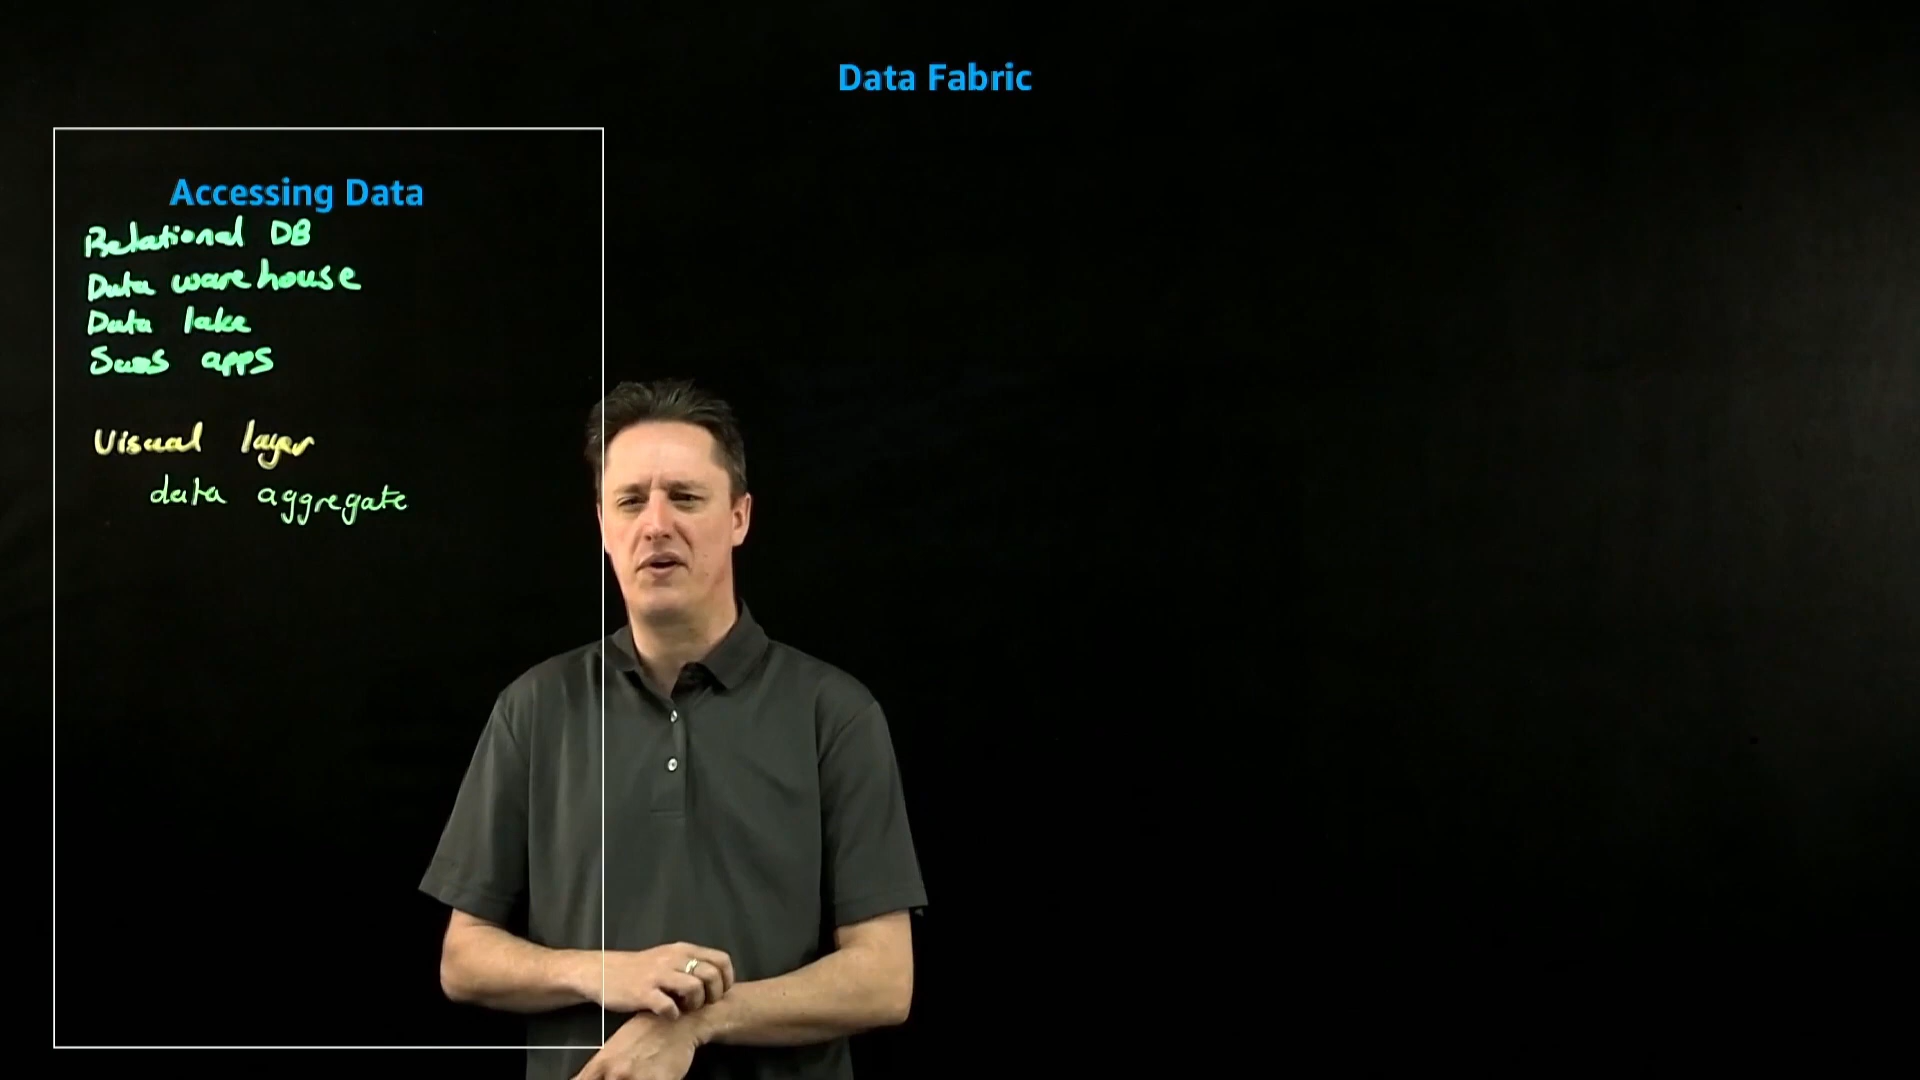 Data Fabric
Accessing Data
Relational DB
Data warehouse
Data lake
SaaS apps
Visual layer
data aggregate